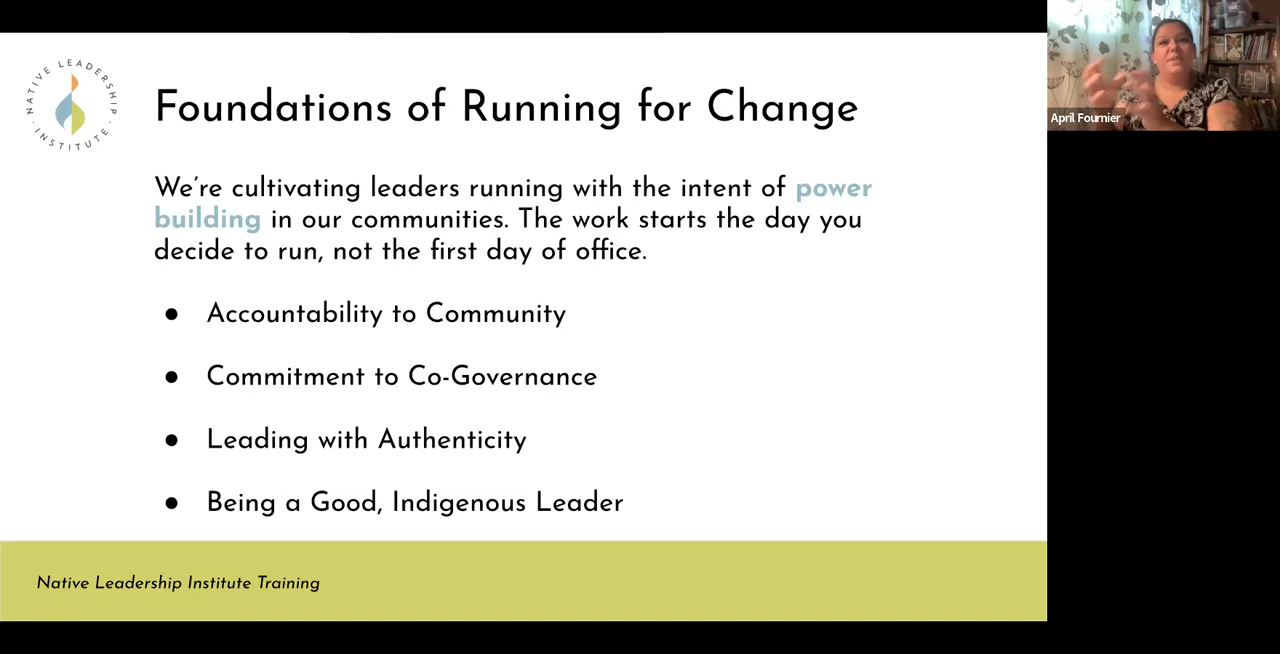 NATIVE LEADERSHIP · INSTITUTE ·
Foundations of Running for Change
We're cultivating leaders running with the intent of power
building in our communities. The work starts the day you
decide to run, not the first day of office.
● Accountability to Community
● Commitment to Co-Governance
● Leading with Authenticity
● Being a Good, Indigenous Leader
Native Leadership Institute Training
April Fournier